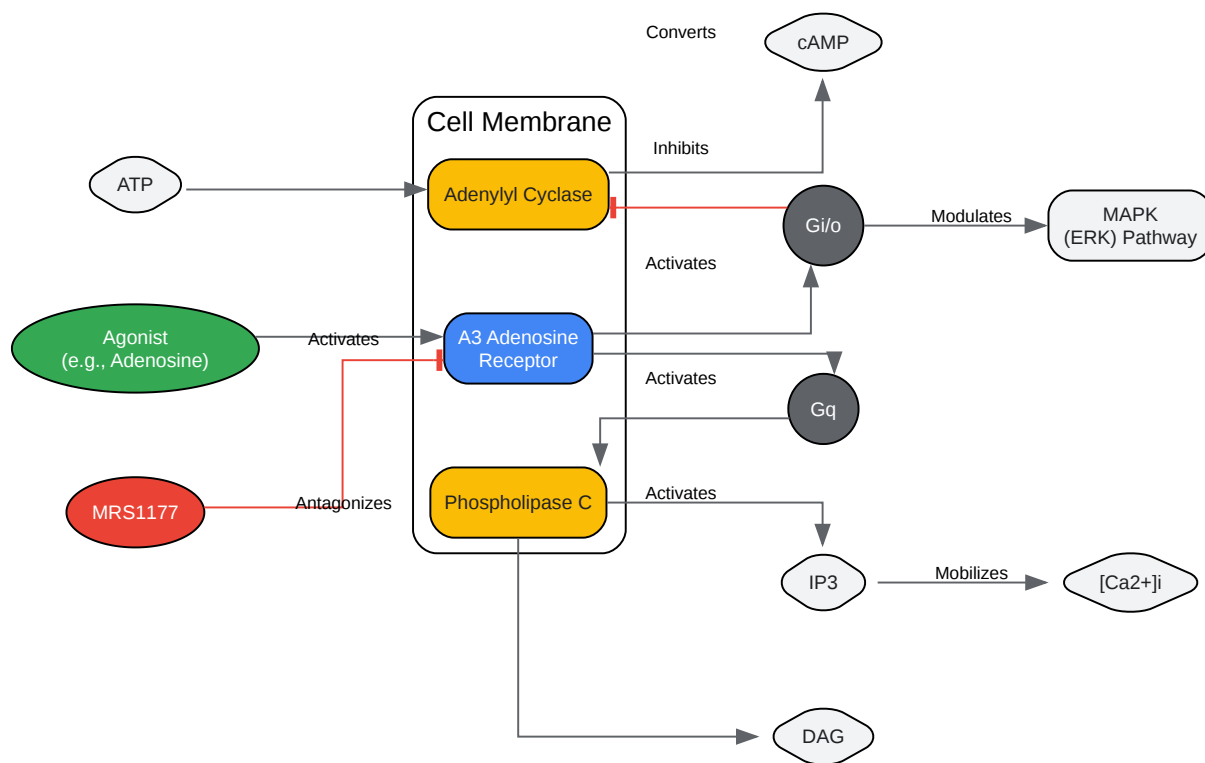 Converts
cAMP
Cell Membrane
Inhibits
ATP
Adenylyl Cyclase
Gi/o
Modulates
MAPK
(ERK) Pathway
Activates
Agonist
(e.g., Adenosine)
Activates
A3 Adenosine
Receptor
Activates
Gq
MRS1177
Antagonizes
Phospholipase C
Activates
IP3
Mobilizes
[Ca2+]i
DAG